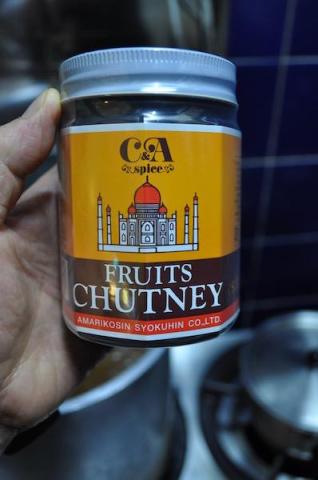 C&A
spice
FRUITS
CHUTNEY
AMARIKOSIN SYOKUHIN CO.,LTD.